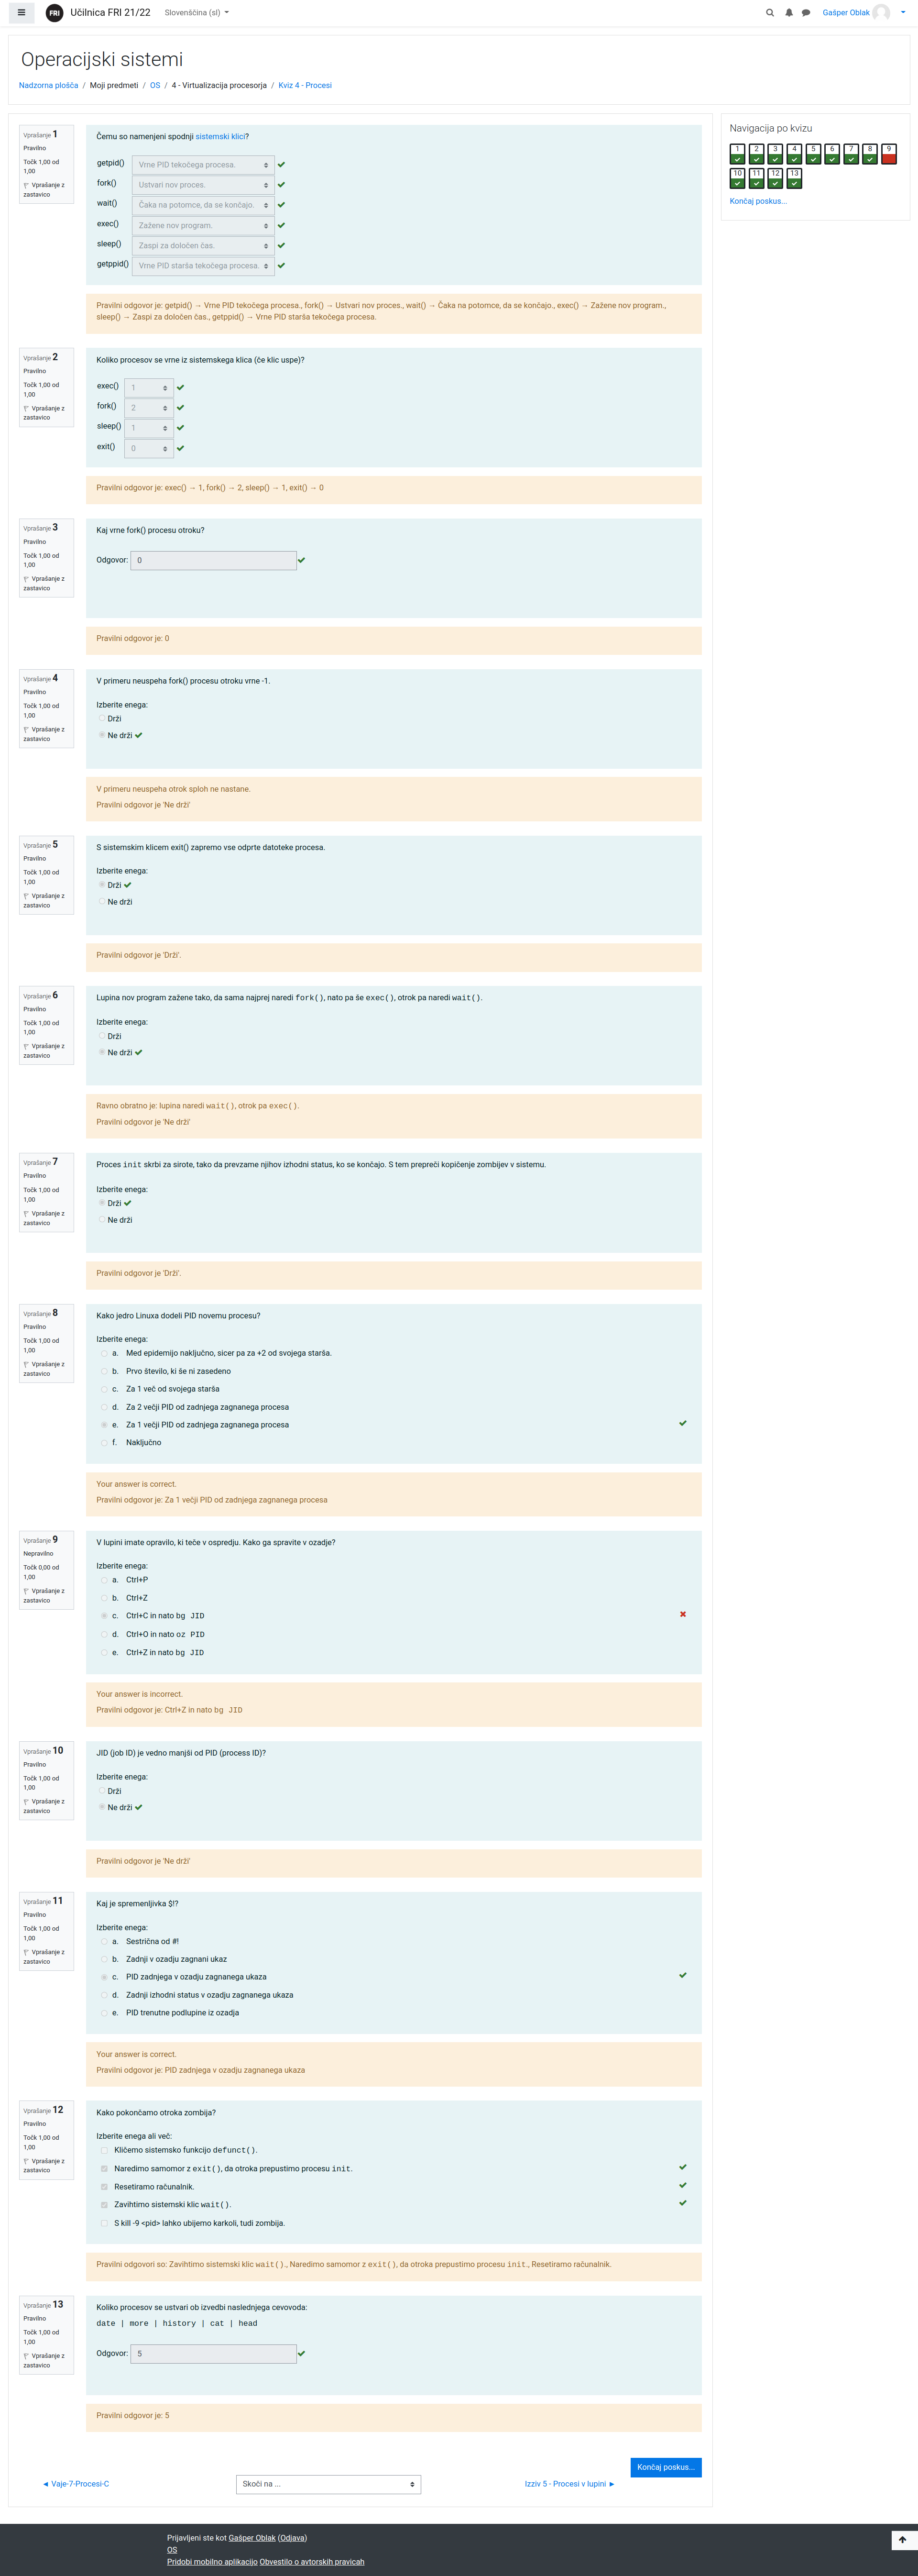 FRI Učilnica FRI 21/22 Slovenščina (sl) Gašper Oblak
Operacijski sistemi
Nadzorna plošča / Moji predmeti / OS / 4 - Virtualizacija procesorja / Kviz 4 - Procesi
Navigacija po kvizu
1 2 3 4 5 6 7 8 9
10 11 12 13
Končaj poskus...
Vprašanje 1
Pravilno
Točk 1,00 od
1,00
Vprašanje z
zastavico
Čemu so namenjeni spodnji sistemski klici?
getpid() Vrne PID tekočega procesa.
fork() Ustvari nov proces.
wait() Čaka na potomce, da se končajo.
exec() Zažene nov program.
sleep() Zaspi za določen čas.
getppid() Vrne PID starša tekočega procesa.
Pravilni odgovor je: getpid() → Vrne PID tekočega procesa., fork() → Ustvari nov proces., wait() → Čaka na potomce, da se končajo., exec() → Zažene nov program.,
sleep() → Zaspi za določen čas., getppid() → Vrne PID starša tekočega procesa.
Vprašanje 2
Pravilno
Točk 1,00 od
1,00
Vprašanje z
zastavico
Koliko procesov se vrne iz sistemskega klica (če klic uspe)?
exec() 1
fork() 2
sleep() 1
exit() 0
Pravilni odgovor je: exec() → 1, fork() → 2, sleep() → 1, exit() → 0
Vprašanje 3
Pravilno
Točk 1,00 od
1,00
Vprašanje z
zastavico
Kaj vrne fork() procesu otroku?
Odgovor: 0
Pravilni odgovor je: 0
Vprašanje 4
Pravilno
Točk 1,00 od
1,00
Vprašanje z
zastavico
V primeru neuspeha fork() procesu otroku vrne -1.
Izberite enega:
Drži
Ne drži
V primeru neuspeha otrok sploh ne nastane.
Pravilni odgovor je 'Ne drži'
Vprašanje 5
Pravilno
Točk 1,00 od
1,00
Vprašanje z
zastavico
S sistemskim klicem exit() zapremo vse odprte datoteke procesa.
Izberite enega:
Drži
Ne drži
Pravilni odgovor je 'Drži'.
Vprašanje 6
Pravilno
Točk 1,00 od
1,00
Vprašanje z
zastavico
Lupina nov program zažene tako, da sama najprej naredi fork(), nato pa še exec(), otrok pa naredi wait().
Izberite enega:
Drži
Ne drži
Ravno obratno je: lupina naredi wait(), otrok pa exec().
Pravilni odgovor je 'Ne drži'
Vprašanje 7
Pravilno
Točk 1,00 od
1,00
Vprašanje z
zastavico
Proces init skrbi za sirote, tako da prevzame njihov izhodni status, ko se končajo. S tem prepreči kopičenje zombijev v sistemu.
Izberite enega:
Drži
Ne drži
Pravilni odgovor je 'Drži'.
Vprašanje 8
Pravilno
Točk 1,00 od
1,00
Vprašanje z
zastavico
Kako jedro Linuxa dodeli PID novemu procesu?
Izberite enega:
a. Med epidemijo naključno, sicer pa za +2 od svojega starša.
b. Prvo število, ki še ni zasedeno
c. Za 1 več od svojega starša
d. Za 2 večji PID od zadnjega zagnanega procesa
e. Za 1 večji PID od zadnjega zagnanega procesa
f. Naključno
Your answer is correct.
Pravilni odgovor je: Za 1 večji PID od zadnjega zagnanega procesa
Vprašanje 9
Nepravilno
Točk 0,00 od
1,00
Vprašanje z
zastavico
V lupini imate opravilo, ki teče v ospredju. Kako ga spravite v ozadje?
Izberite enega:
a. Ctrl+P
b. Ctrl+Z
c. Ctrl+C in nato bg JID
d. Ctrl+O in nato oz PID
e. Ctrl+Z in nato bg JID
Your answer is incorrect.
Pravilni odgovor je: Ctrl+Z in nato bg JID
Vprašanje 10
Pravilno
Točk 1,00 od
1,00
Vprašanje z
zastavico
JID (job ID) je vedno manjši od PID (process ID)?
Izberite enega:
Drži
Ne drži
Pravilni odgovor je 'Ne drži'
Vprašanje 11
Pravilno
Točk 1,00 od
1,00
Vprašanje z
zastavico
Kaj je spremenljivka $!?
Izberite enega:
a. Sestrična od #!
b. Zadnji v ozadju zagnani ukaz
c. PID zadnjega v ozadju zagnanega ukaza
d. Zadnji izhodni status v ozadju zagnanega ukaza
e. PID trenutne podlupine iz ozadja
Your answer is correct.
Pravilni odgovor je: PID zadnjega v ozadju zagnanega ukaza
Vprašanje 12
Pravilno
Točk 1,00 od
1,00
Vprašanje z
zastavico
Kako pokončamo otroka zombija?
Izberite enega ali več:
Kličemo sistemsko funkcijo defunct().
Naredimo samomor z exit(), da otroka prepustimo procesu init.
Resetiramo računalnik.
Zavihtimo sistemski klic wait().
S kill -9 <pid> lahko ubijemo karkoli, tudi zombija.
Pravilni odgovori so: Zavihtimo sistemski klic wait()., Naredimo samomor z exit(), da otroka prepustimo procesu init., Resetiramo računalnik.
Vprašanje 13
Pravilno
Točk 1,00 od
1,00
Vprašanje z
zastavico
Koliko procesov se ustvari ob izvedbi naslednjega cevovoda:
date | more | history | cat | head
Odgovor: 5
Pravilni odgovor je: 5
Končaj poskus...
◄ Vaje-7-Procesi-C Skoči na ... Izziv 5 - Procesi v lupini ►
Prijavljeni ste kot Gašper Oblak (Odjava)
OS
Pridobi mobilno aplikacijo Obvestilo o avtorskih pravicah